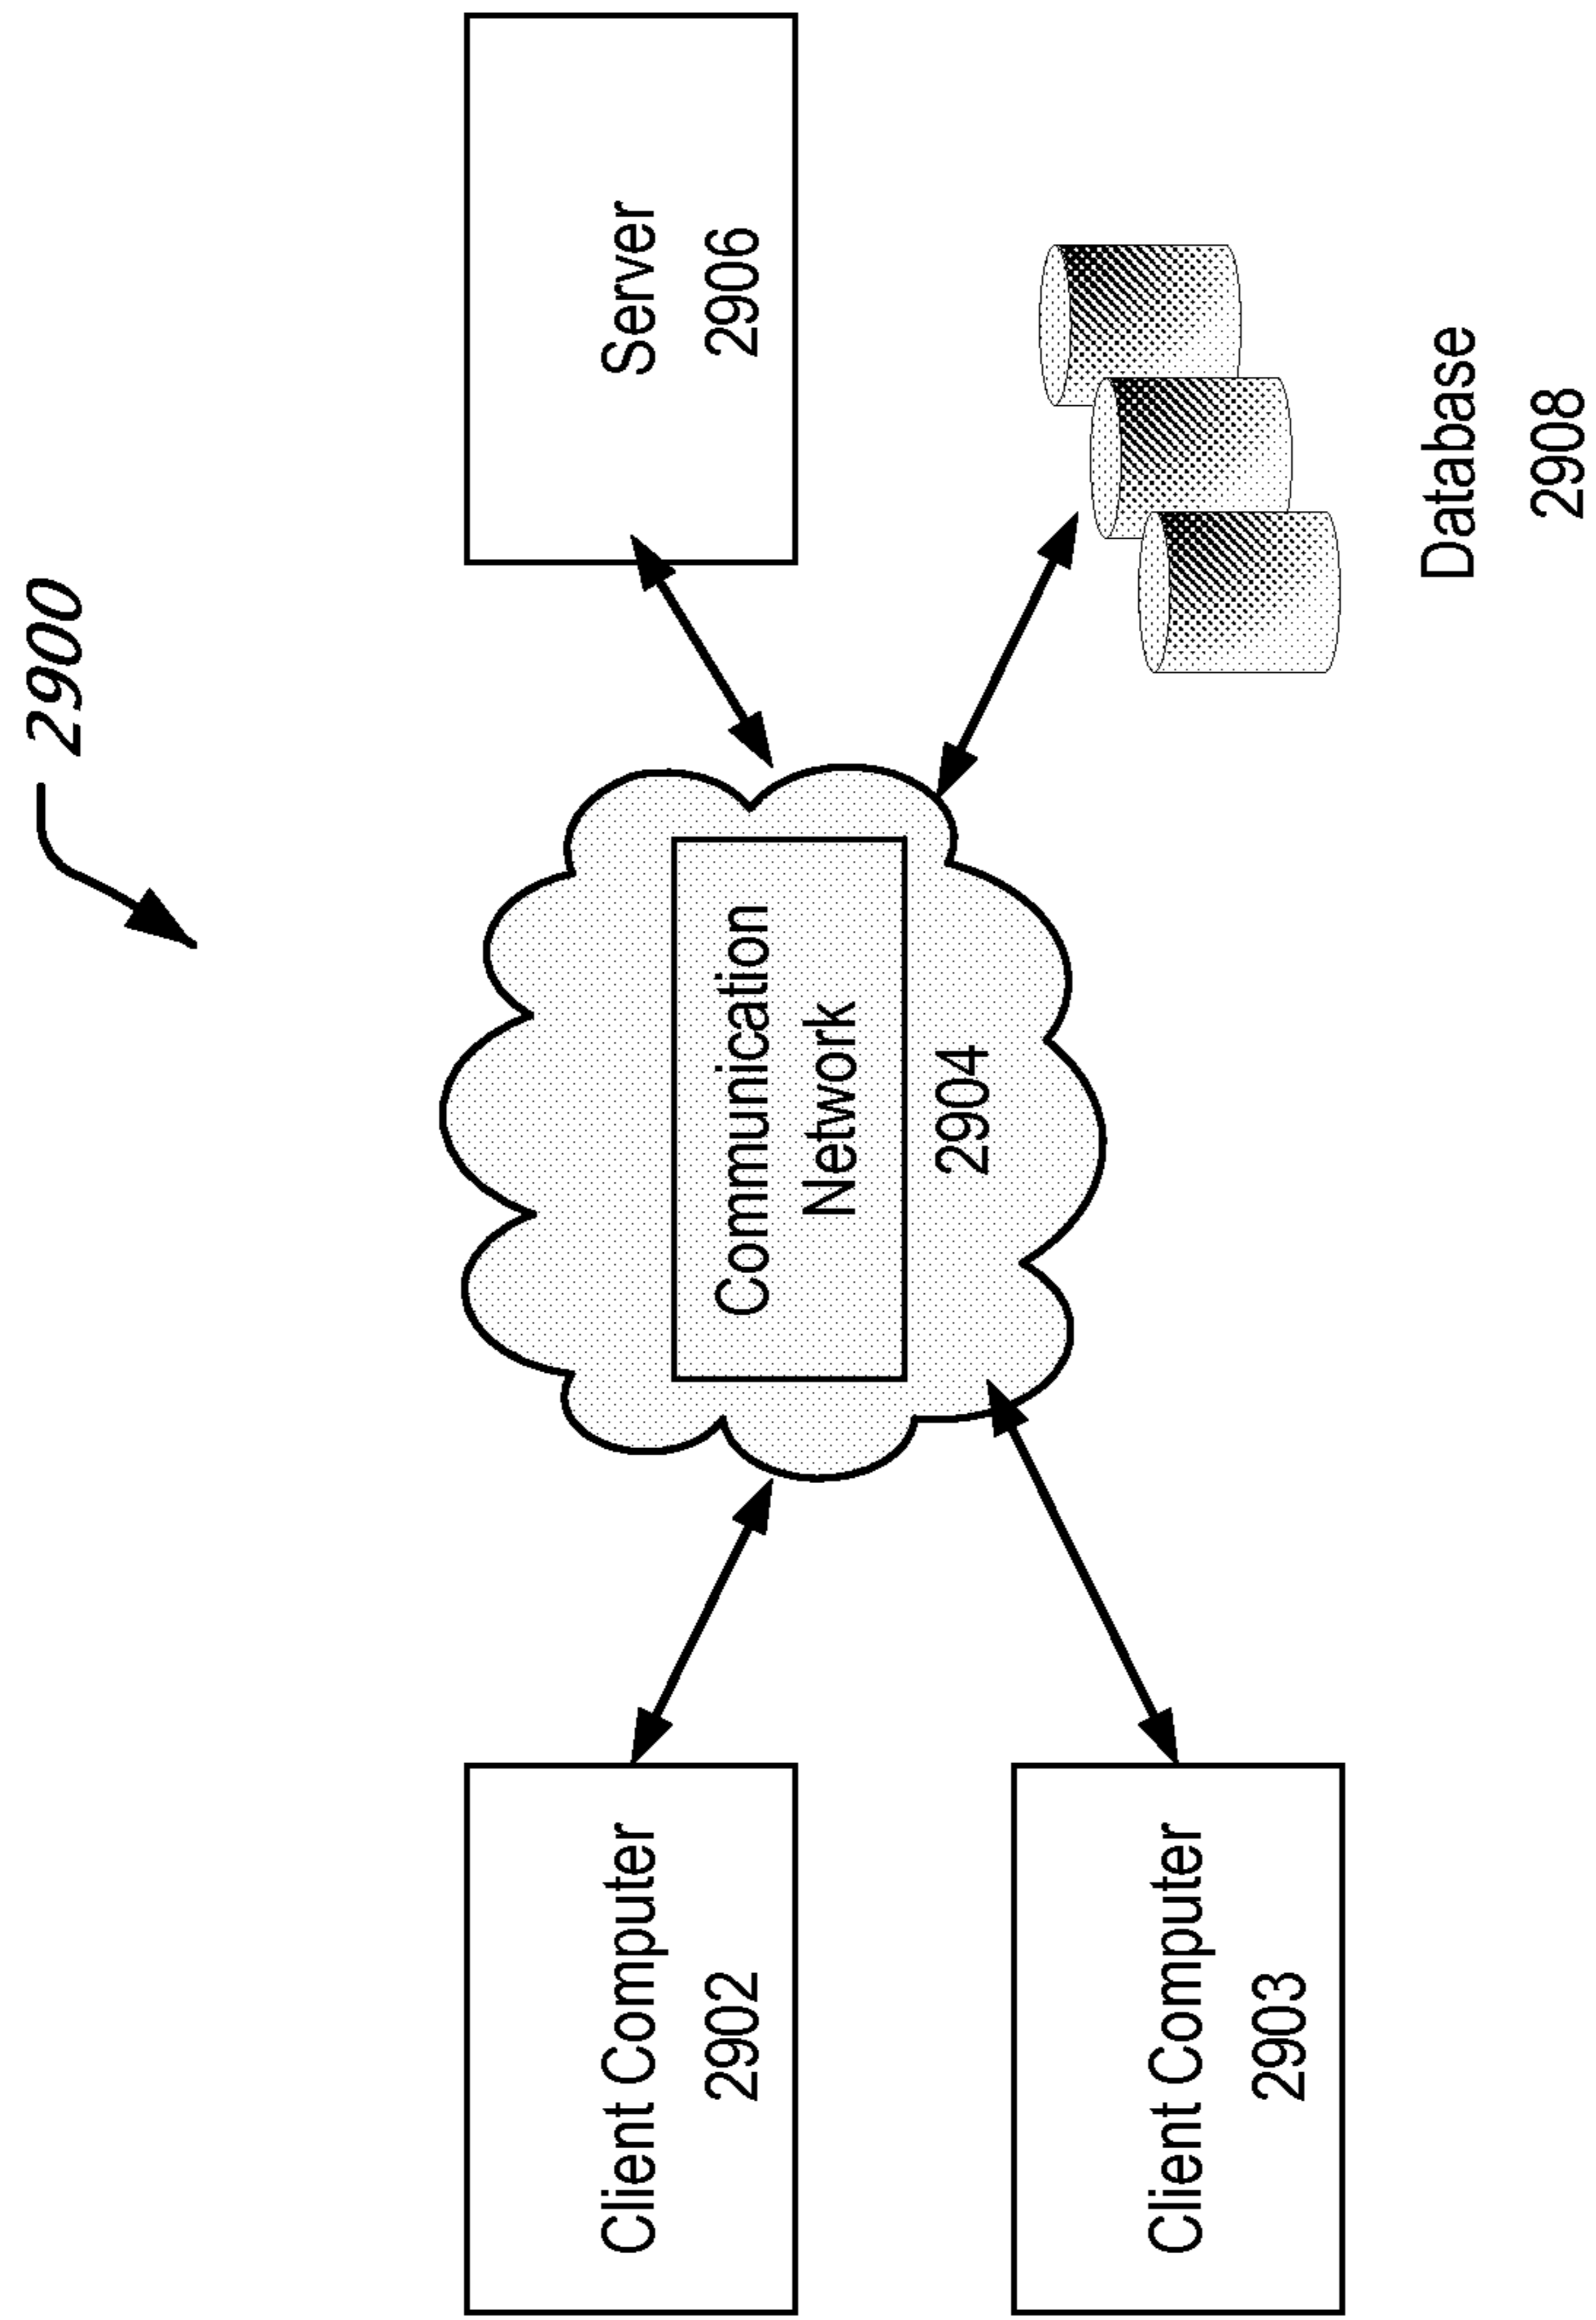 2900
Client Computer
2902
Client Computer
2903
Communication
Network
2904
Server
2906
Database
2908